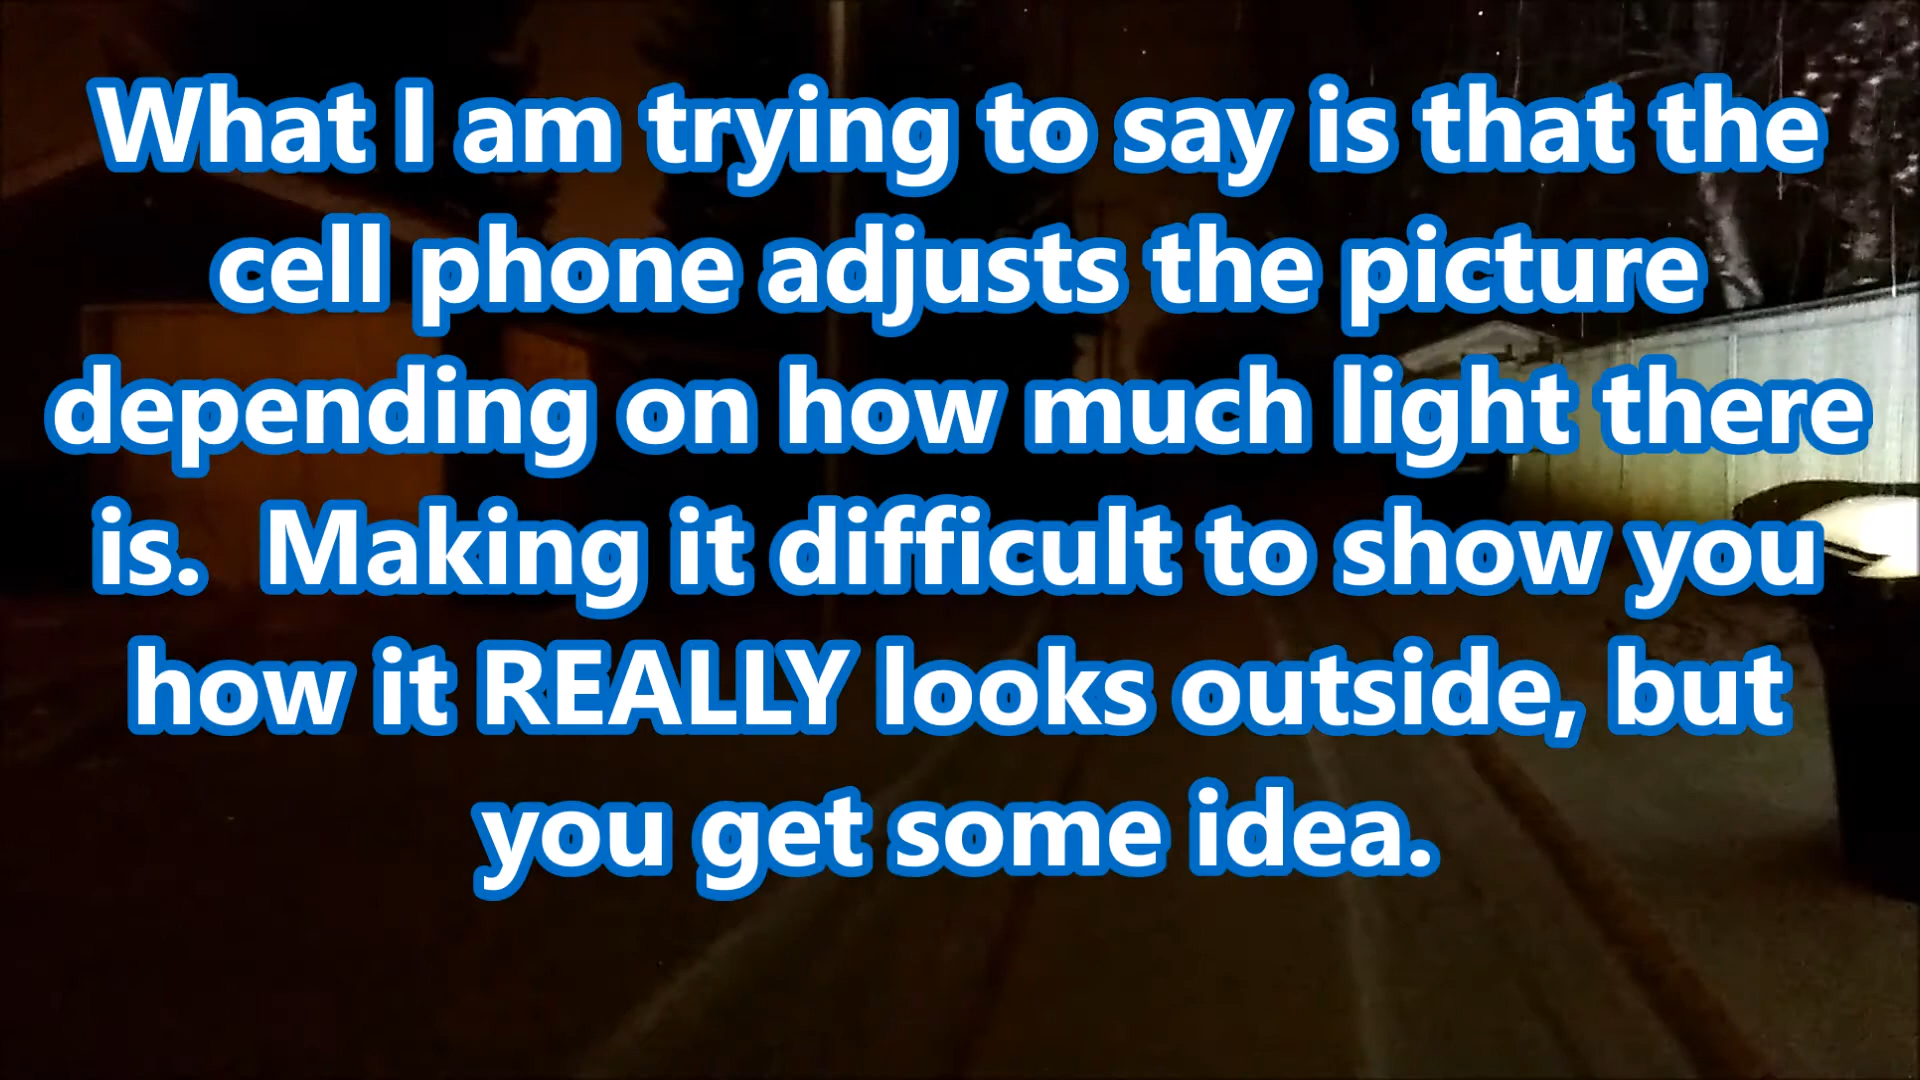 What I am trying to say is that the
cell phone adjusts the picture
depending on how much light there
is.  Making it difficult to show you
how it REALLY looks outside, but
you get some idea.